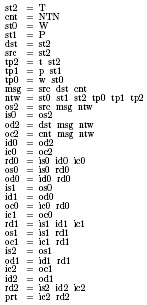 st2 = T
cnt = NTN
st0 = W
st1 = P
dst = st2
src = st2
tp2 = t st2
tp1 = p st1
tp0 = w st0
msg = src dst cnt
ntw = st0 st1 st2 tp0 tp1 tp2
os2 = src msg ntw
is0 = os2
od2 = dst msg ntw
oc2 = cnt msg ntw
id0 = od2
ic0 = oc2
rd0 = is0 id0 ic0
os0 = is0 rd0
od0 = id0 rd0
is1 = os0
id1 = od0
oc0 = ic0 rd0
ic1 = oc0
rd1 = is1 id1 ic1
os1 = is1 rd1
oc1 = ic1 rd1
is2 = os1
od1 = id1 rd1
ic2 = oc1
id2 = od1
rd2 = is2 id2 ic2
prt = ic2 rd2